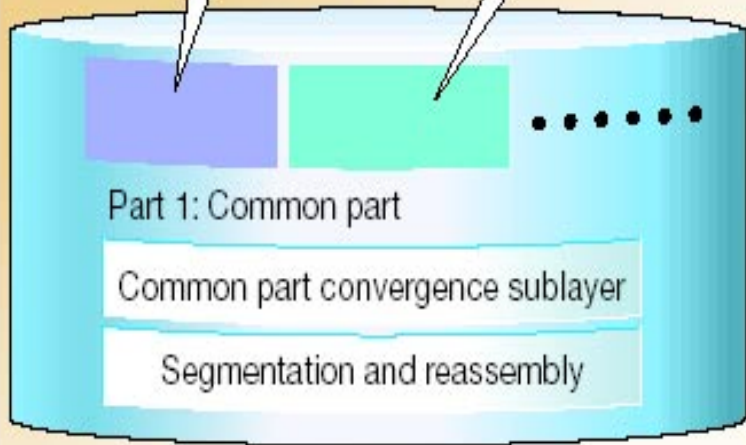 Part 1: Common part
Common part convergence sublayer
Segmentation and reassembly